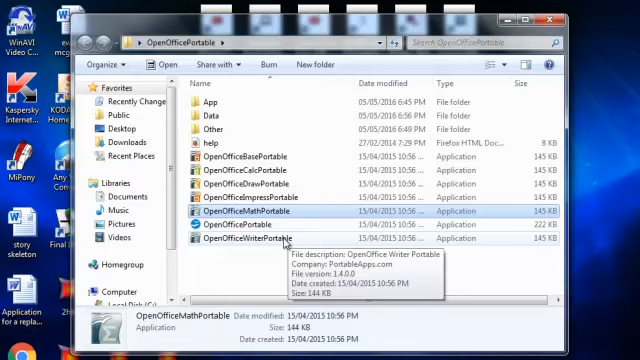 OpenOfficePortable
Search OpenOfficePortable
Organize
Open
Share with
Burn
New folder
Name
Date modified
Type
Size
Favorites
Recently Change
Public
Desktop
Downloads
Recent Places
Libraries
Documents
Music
Pictures
Videos
Homegroup
Computer
Local Disk (C:)
App 05/05/2016 6:45 PM File folder
Data 05/05/2016 6:42 PM File folder
Other 05/05/2016 6:43 PM File folder
help 27/02/2014 7:29 PM Firefox HTML Doc... 8 KB
OpenOfficeBasePortable 15/04/2015 10:56 ... Application 145 KB
OpenOfficeCalcPortable 15/04/2015 10:56 ... Application 145 KB
OpenOfficeDrawPortable 15/04/2015 10:56 ... Application 145 KB
OpenOfficeImpressPortable 15/04/2015 10:56 ... Application 145 KB
OpenOfficeMathPortable 15/04/2015 10:56 ... Application 145 KB
OpenOfficePortable 15/04/2015 10:56 ... Application 222 KB
OpenOfficeWriterPortable 15/04/2015 10:56 ... Application 145 KB
File description: OpenOffice Writer Portable
Company: PortableApps.com
File version: 1.4.0.0
Date created: 15/04/2015 10:56 PM
Size: 144 KB
OpenOfficeMathPortable Date modified: 15/04/2015 10:56 PM
Application Size: 144 KB
Date created: 15/04/2015 10:56 PM
WinAVI
Video C...
Kaspersky
Internet...
MiPony
story
skeleton
Application
for a repla...